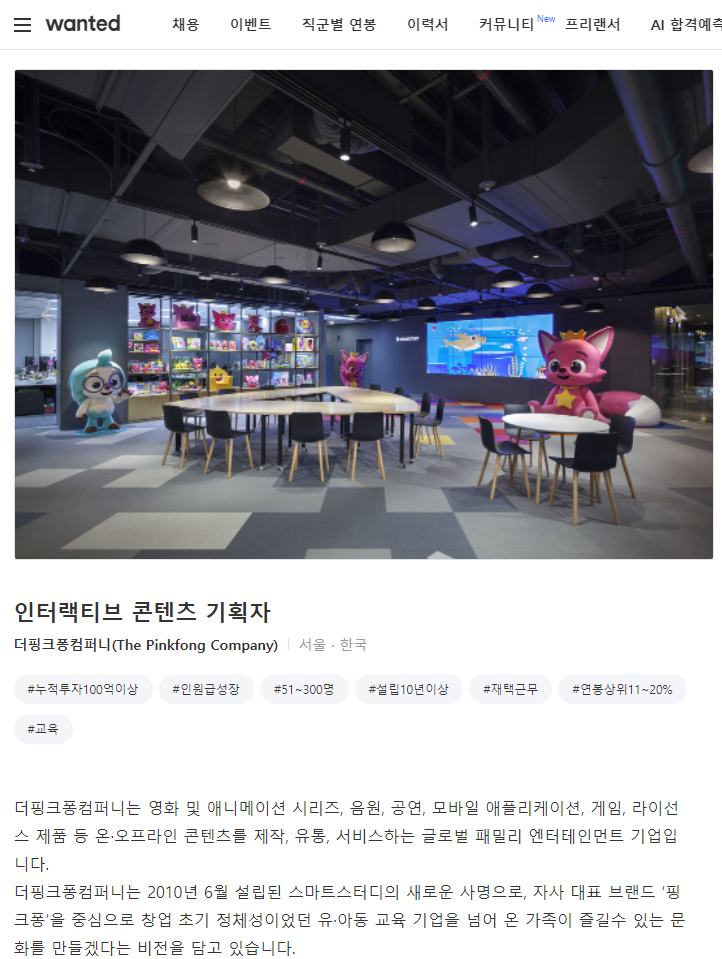 wanted 채용 이벤트 직군별 연봉 이력서 커뮤니티 New 프리랜서 AI 합격예측
인터랙티브 콘텐츠 기획자
더핑크퐁컴퍼니(The Pinkfong Company) 서울 · 한국
#누적투자100억이상 #인원급성장 #51~300명 #설립10년이상 #재택근무 #연봉상위11~20%
#교육
더핑크퐁컴퍼니는 영화 및 애니메이션 시리즈, 음원, 공연, 모바일 애플리케이션, 게임, 라이선
스 제품 등 온·오프라인 콘텐츠를 제작, 유통, 서비스하는 글로벌 패밀리 엔터테인먼트 기업입
니다.
더핑크퐁컴퍼니는 2010년 6월 설립된 스마트스터디의 새로운 사명으로, 자사 대표 브랜드 ‘핑
크퐁’을 중심으로 창업 초기 정체성이었던 유·아동 교육 기업을 넘어 온 가족이 즐길수 있는 문
화를 만들겠다는 비전을 담고 있습니다.